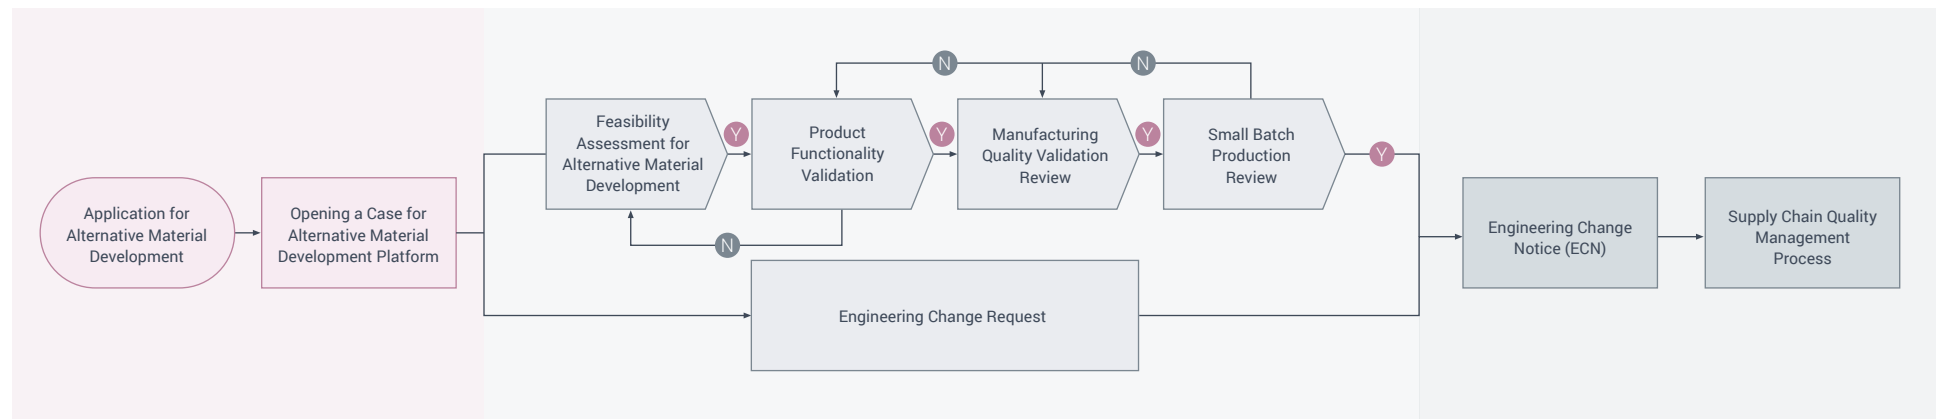 Application for
Alternative Material
Development
Opening a Case for
Alternative Material
Development Platform
Feasibility
Assessment for
Alternative Material
Development
Y
Product
Functionality
Validation
Y
Manufacturing
Quality Validation
Review
Y
Small Batch
Production
Review
Y
N
N
N
Engineering Change Request
Engineering Change
Notice (ECN)
Supply Chain Quality
Management
Process